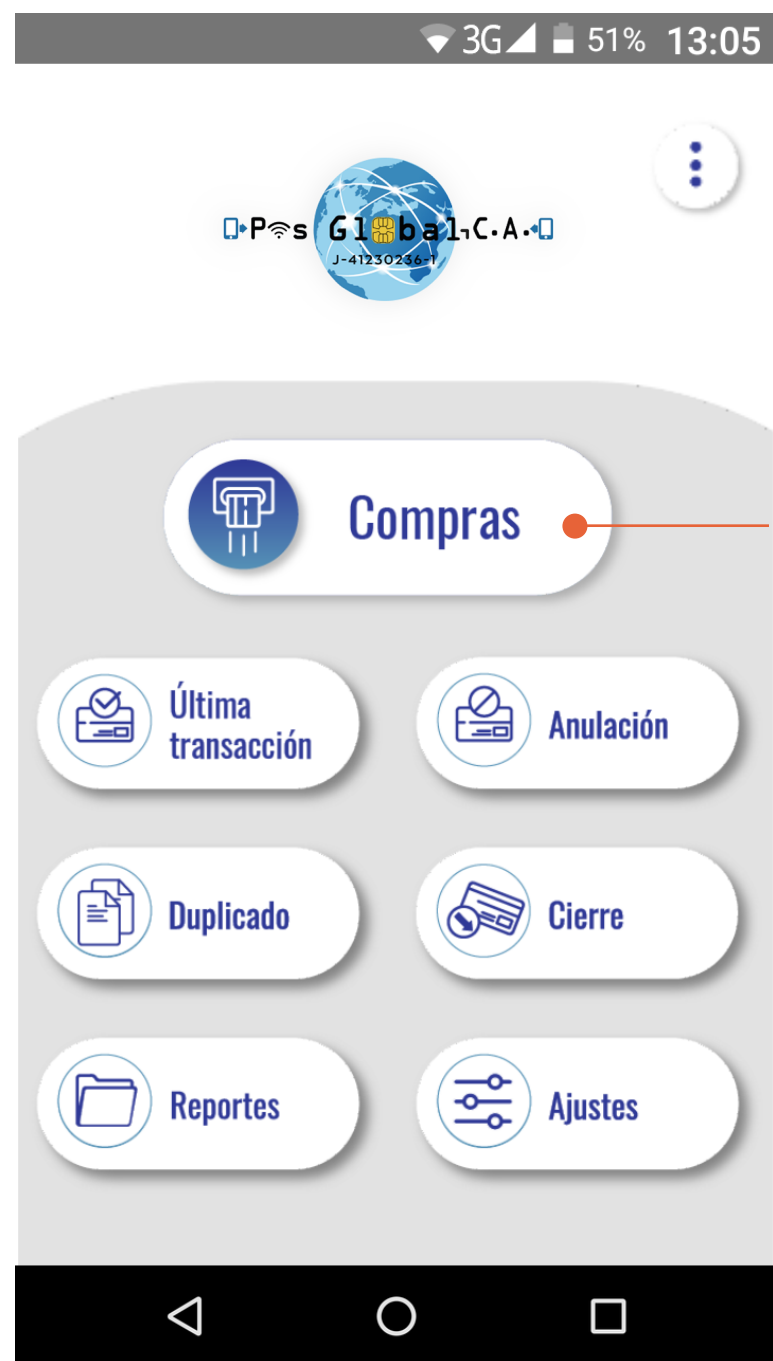 3G 51% 13:05
Pos Global, C.A.
J-41230236-1
Compras
Última
transacción
Anulación
Duplicado
Cierre
Reportes
Ajustes